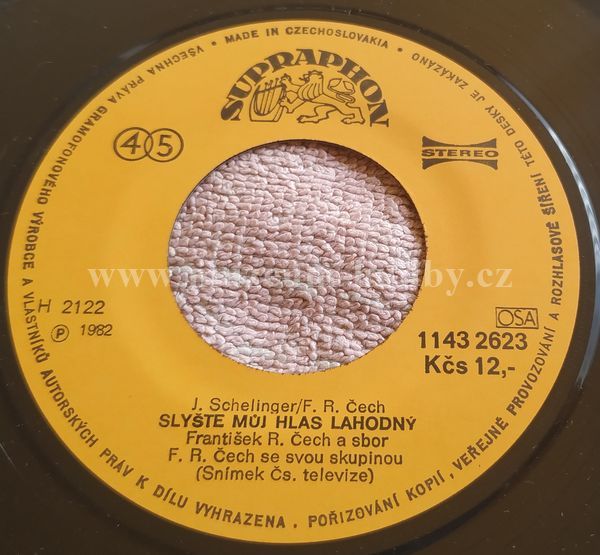 VŠECHNA PRÁVA GRAMOFONOVÉHO VÝROBCE A VLASTNÍKŮ AUTORSKÝCH PRÁV K DÍLU VYHRAZENA, POŘIZOVÁNÍ KOPIÍ, VEŘEJNÉ PROVOZOVÁNÍ A ROZHLASOVÉ ŠÍŘENÍ TÉTO DESKY JE ZAKÁZÁNO
• MADE IN CZECHOSLOVAKIA •
SUPRAPHON
45
STEREO
H 2122
Ⓟ 1982
OSA
1143 2623
Kčs 12,-
J. Schelinger/F. R. Čech
SLYŠTE MŮJ HLAS LAHODNÝ
František R. Čech a sbor
F. R. Čech se svou skupinou
(Snímek Čs. televize)